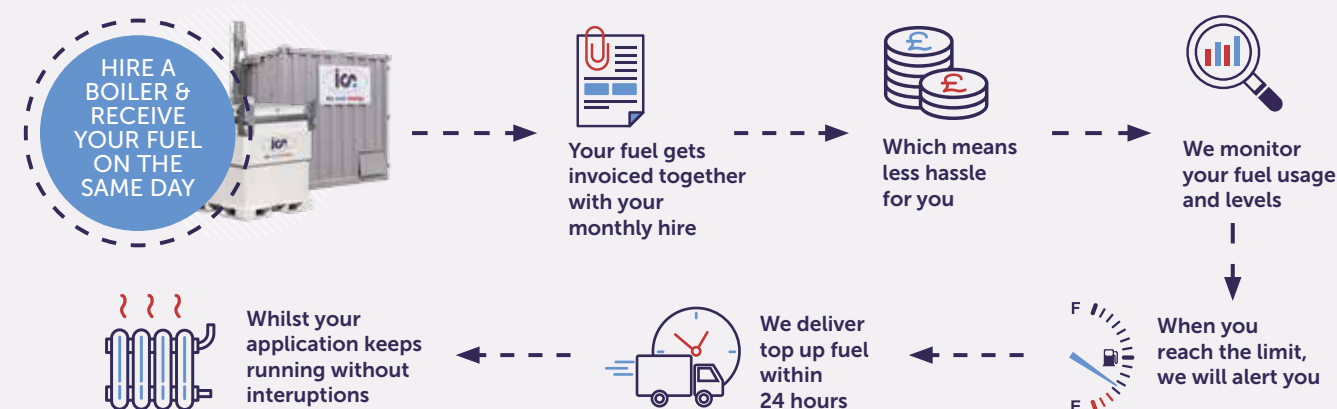 HIRE A
BOILER &
RECEIVE
YOUR FUEL
ON THE
SAME DAY
ics
ics
Your fuel gets
invoiced together
with your
monthly hire
£
£
Which means
less hassle
for you
We monitor
your fuel usage
and levels
F
E
When you
reach the limit,
we will alert you
We deliver
top up fuel
within
24 hours
Whilst your
application keeps
running without
interuptions